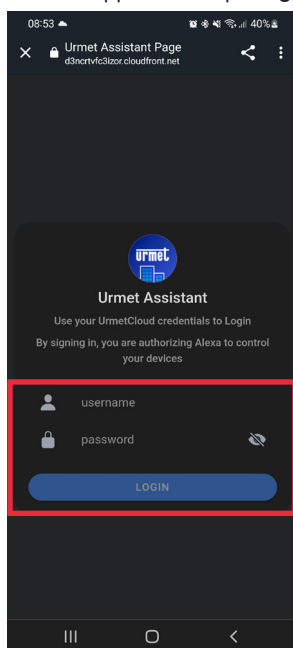 08:53 40%
Urmet Assistant Page
d3ncrtvfc3izor.cloudfront.net
urmet
Urmet Assistant
Use your UrmetCloud credentials to Login
By signing in, you are authorizing Alexa to control
your devices
username
password
LOGIN